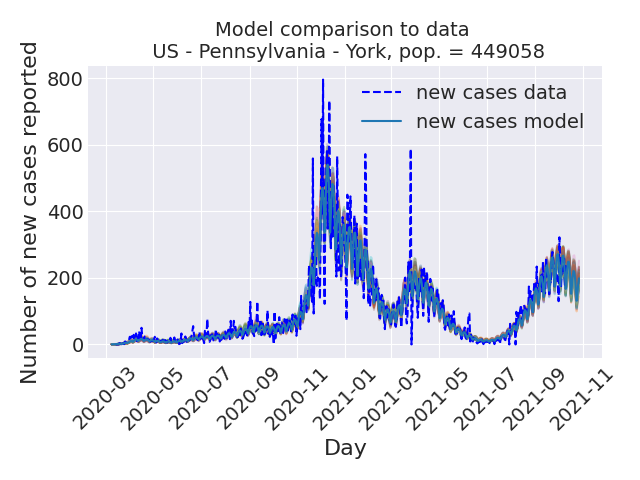 Model comparison to data
US - Pennsylvania - York, pop. = 449058
Number of new cases reported
800
600
400
200
0
new cases data
new cases model
2020-03
2020-05
2020-07
2020-09
2020-11
2021-01
2021-03
2021-05
2021-07
2021-09
2021-11
Day